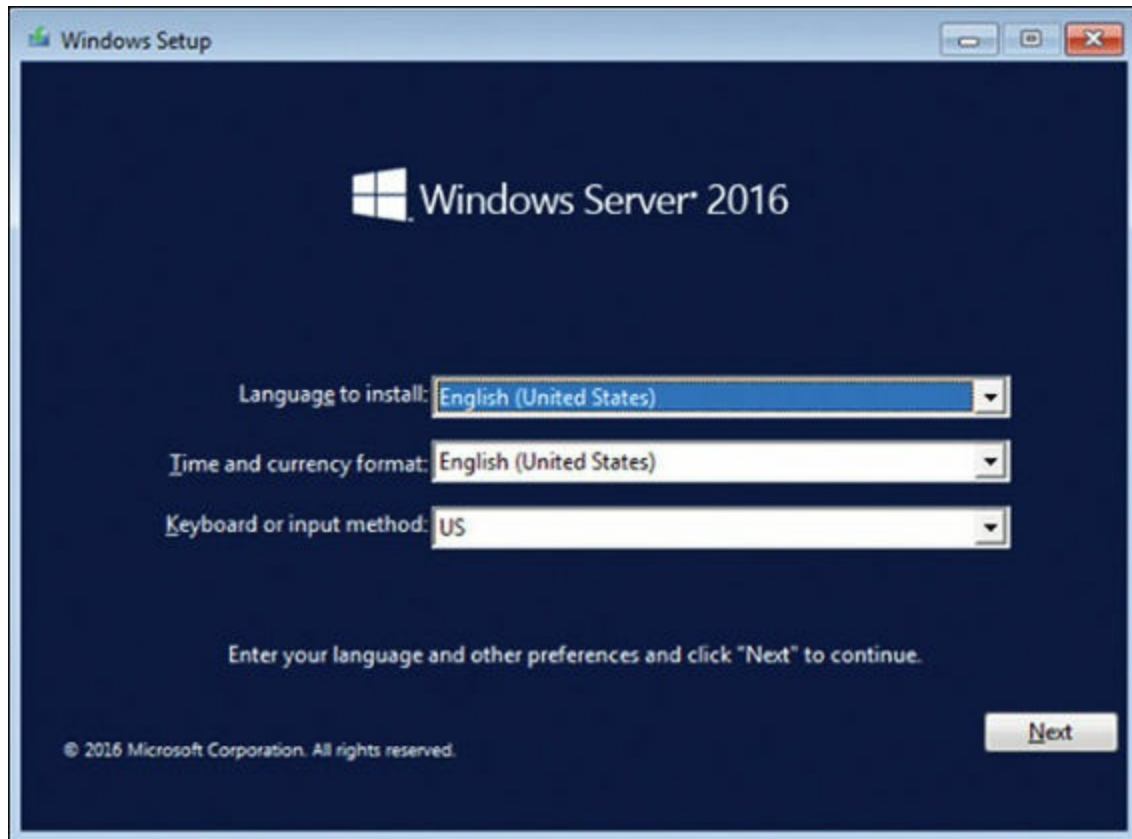 Windows Setup
Windows Server® 2016
Language to install: English (United States)
Time and currency format: English (United States)
Keyboard or input method: US
Enter your language and other preferences and click "Next" to continue.
Next
© 2016 Microsoft Corporation. All rights reserved.